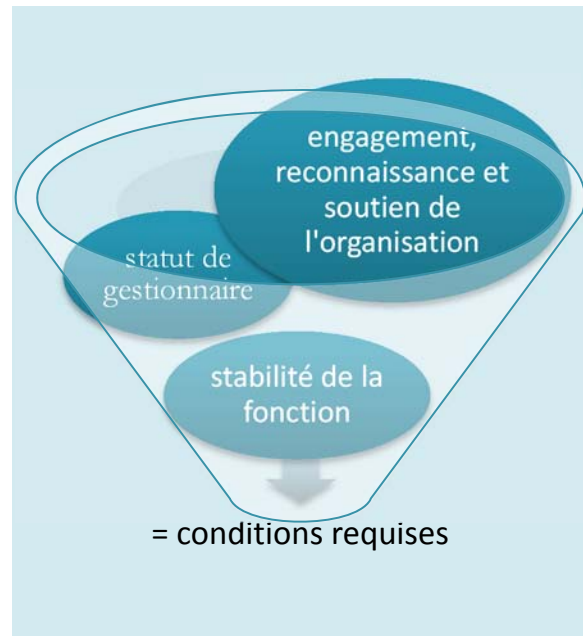 engagement,
reconnaissance et
soutien de
l'organisation
statut de
gestionnaire
stabilité de la
fonction
= conditions requises